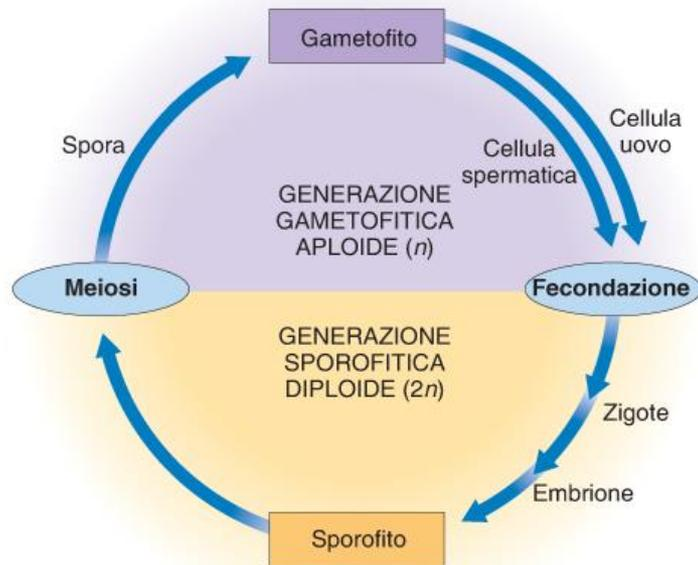 Gametofito
Spora
Cellula
uovo
Cellula
spermatica
GENERAZIONE
GAMETOFITICA
APLOIDE (n)
Meiosi
Fecondazione
GENERAZIONE
SPOROFITICA
DIPLOIDE (2n)
Zigote
Embrione
Sporofito